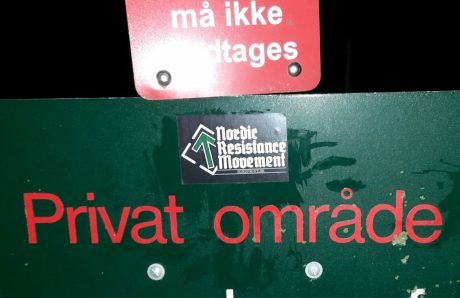 må ikke
Nordic
Resistance
Movement
Privat område